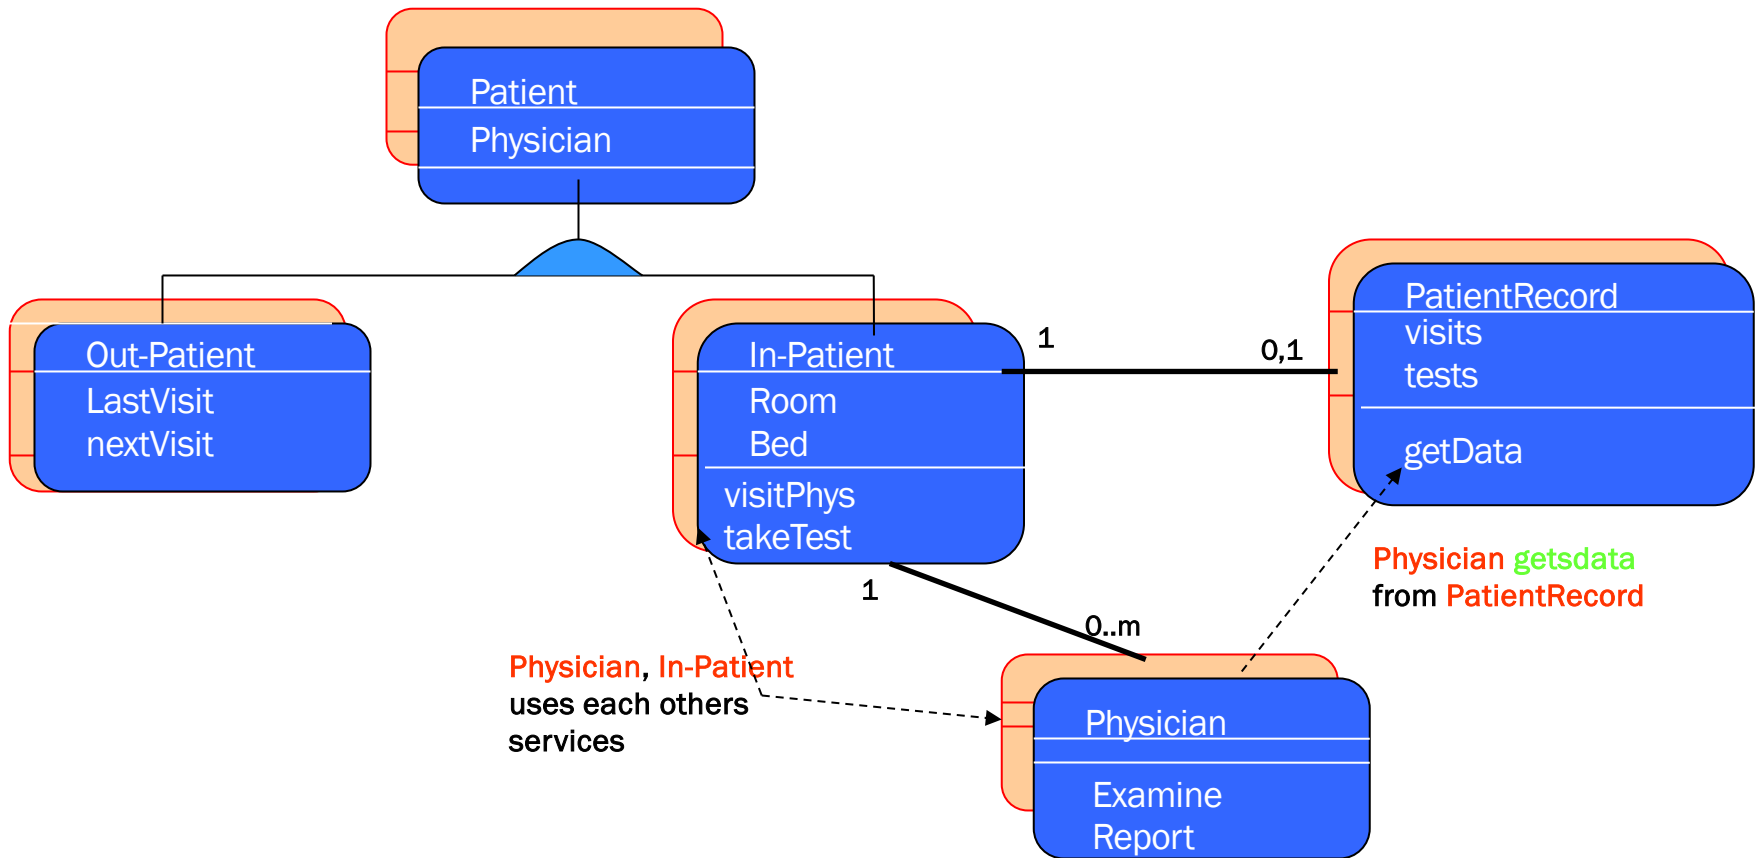 Patient
Physician
Out-Patient
LastVisit
nextVisit
In-Patient
Room
Bed
visitPhys
takeTest
1
0,1
PatientRecord
visits
tests
getData
Physician getsdata
from PatientRecord
1
0..m
Physician, In-Patient
uses each others
services
Physician
Examine
Report